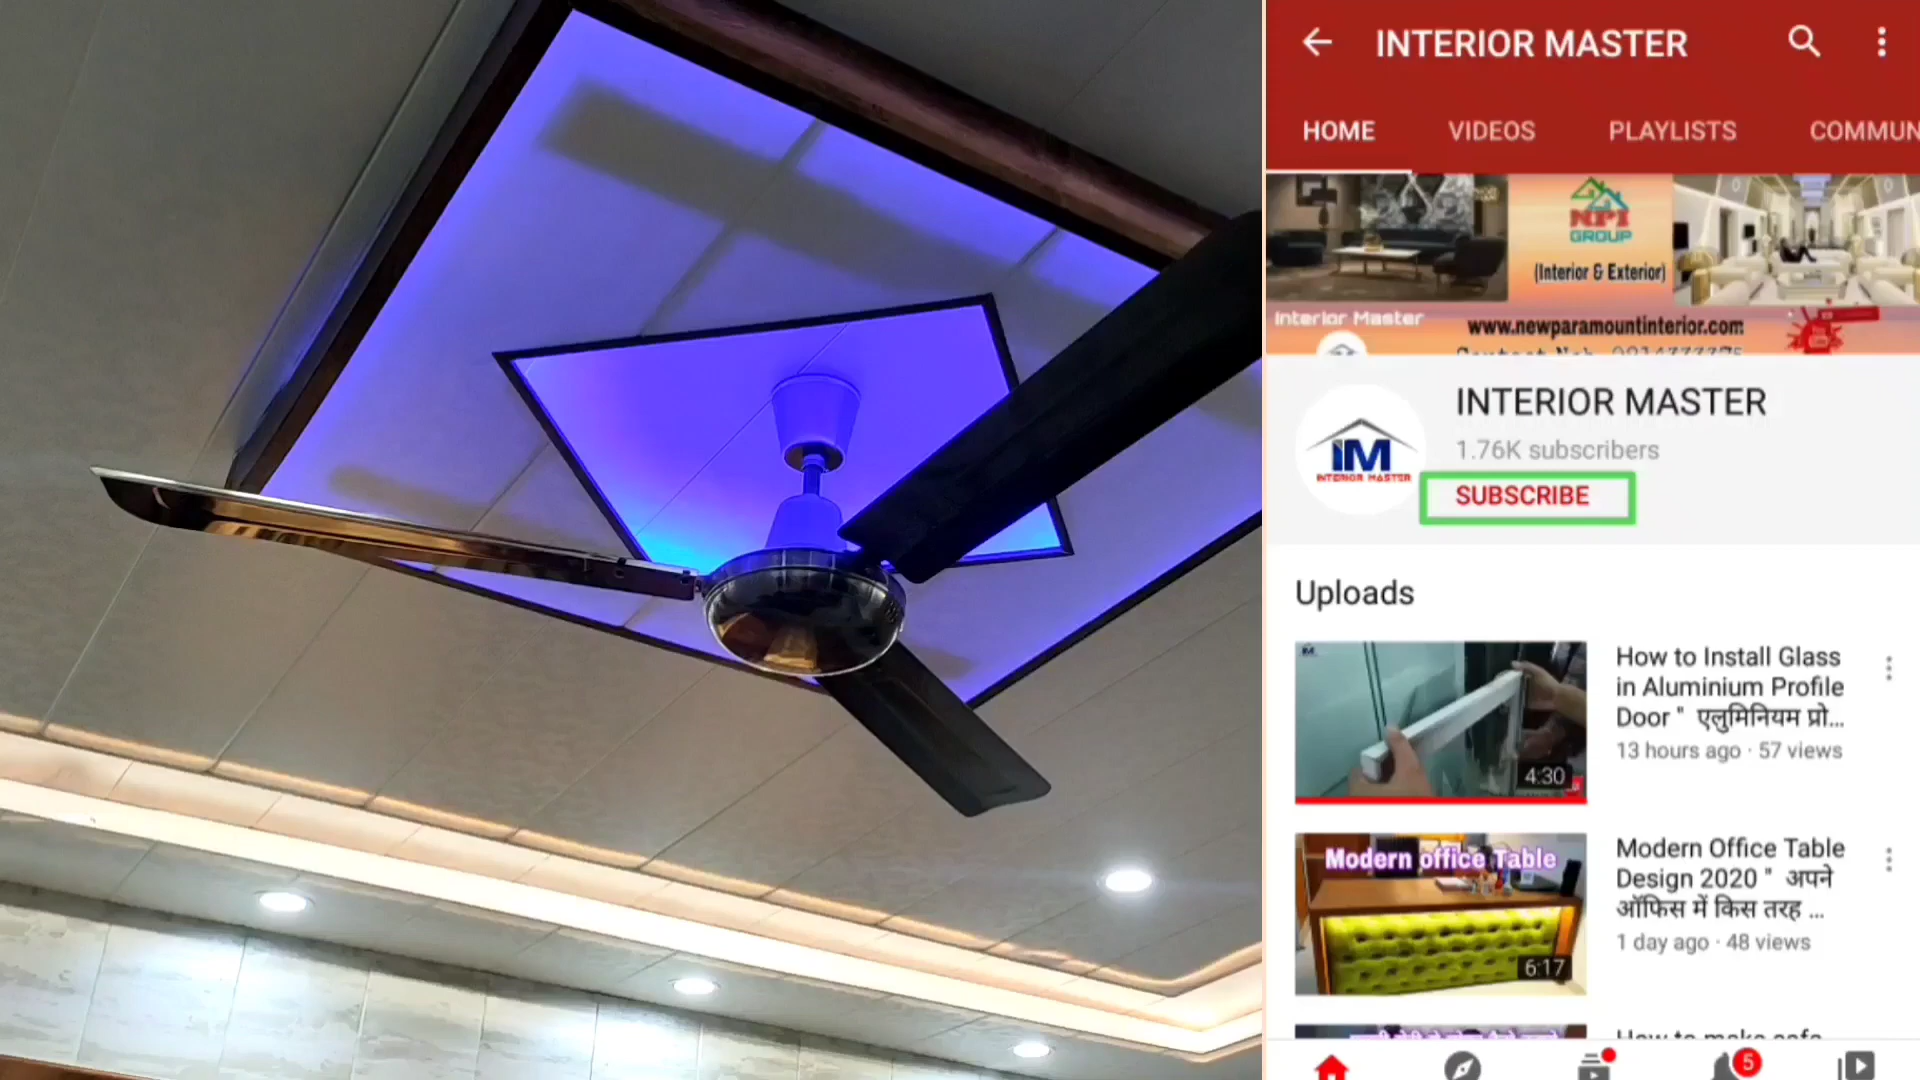 INTERIOR MASTER
HOME
VIDEOS
PLAYLISTS
COMMUN
NPI
GROUP
(Interior & Exterior)
Interior Master
www.newparamountinterior.com
INTERIOR MASTER
1.76K subscribers
IM
INTERIOR MASTER
SUBSCRIBE
Uploads
How to Install Glass
in Aluminium Profile
Door " एलुमिनियम प्रो...
13 hours ago · 57 views
4:30
Modern office Table
Modern Office Table
Design 2020 " अपने
ऑफिस में किस तरह ...
1 day ago · 48 views
6:17
5